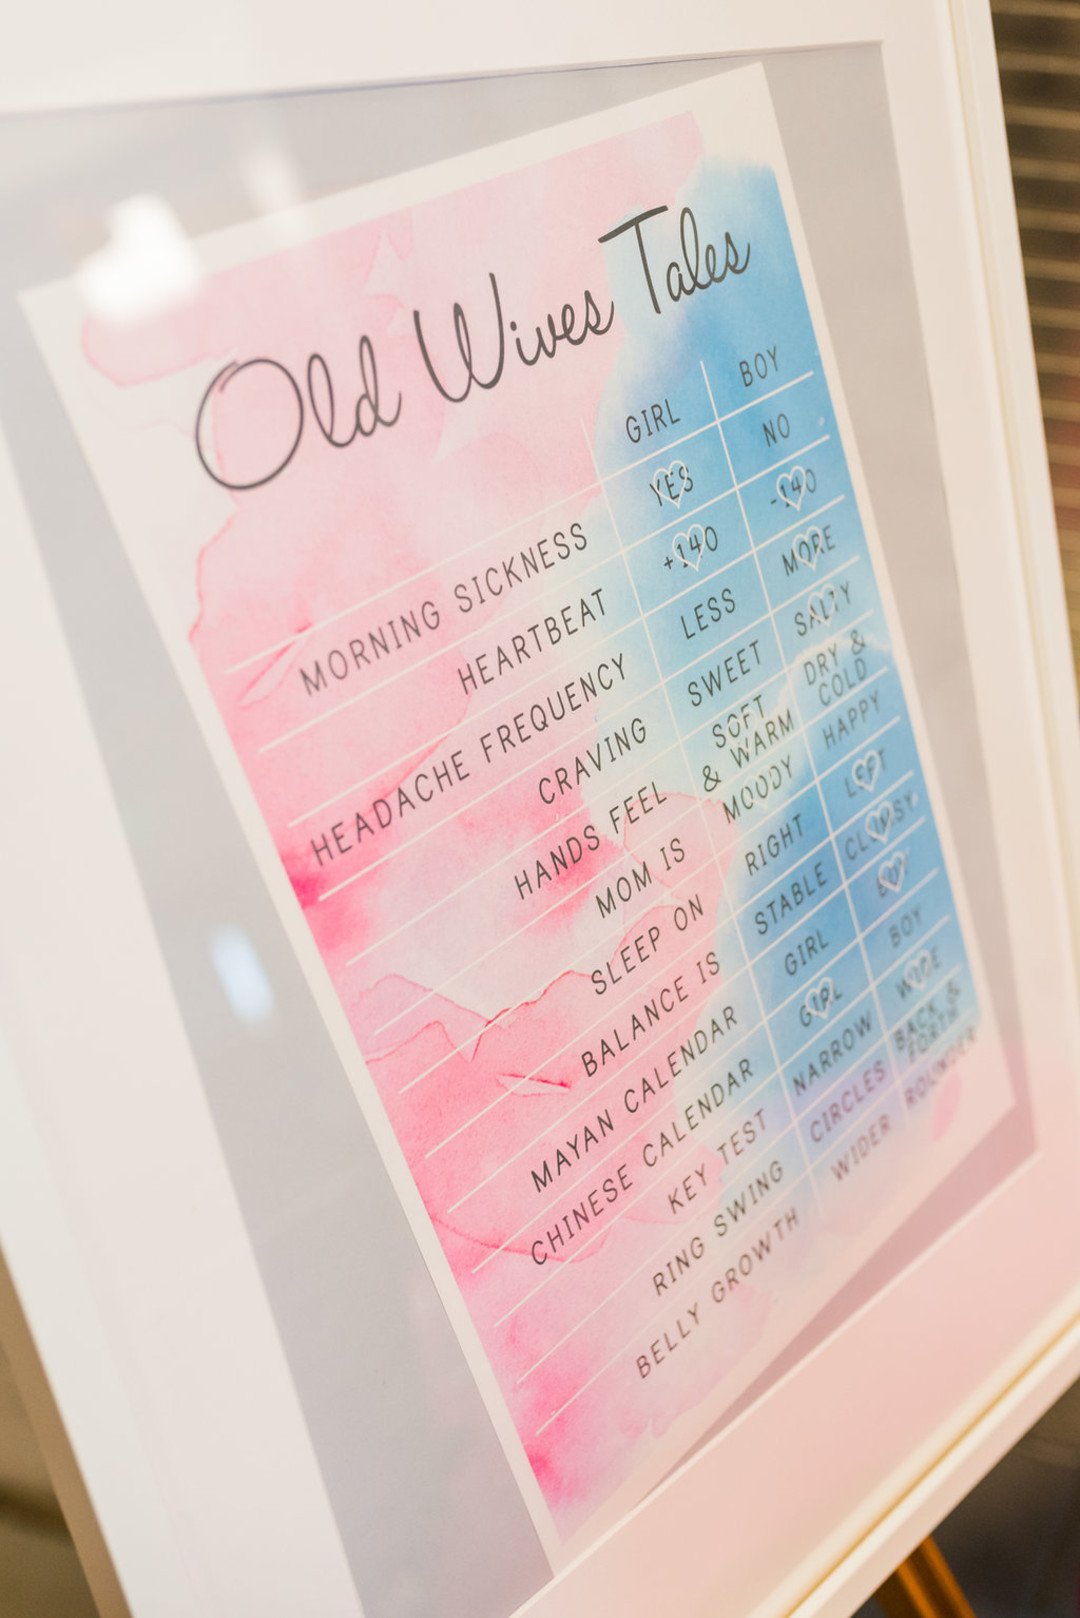 Old Wives Tales
GIRL BOY
MORNING SICKNESS YES NO
HEARTBEAT +140 -140
HEADACHE FREQUENCY LESS MORE
CRAVING SWEET SALTY
HANDS FEEL SOFT & WARM DRY & COLD
MOM IS MOODY HAPPY
SLEEP ON RIGHT LEFT
BALANCE IS STABLE CLUMSY
MAYAN CALENDAR GIRL BOY
CHINESE CALENDAR GIRL BOY
KEY TEST NARROW WIDE
RING SWING CIRCLES BACK & FORTH
BELLY GROWTH WIDER ROUNDER